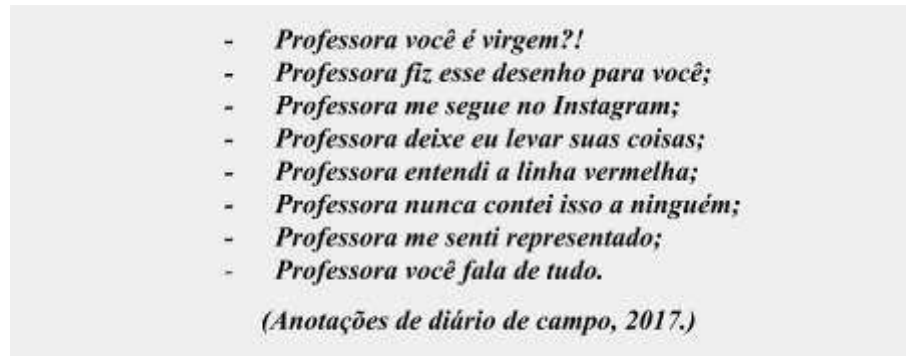 - Professora você é virgem?!
- Professora fiz esse desenho para você;
- Professora me segue no Instagram;
- Professora deixe eu levar suas coisas;
- Professora entendi a linha vermelha;
- Professora nunca contei isso a ninguém;
- Professora me senti representado;
- Professora você fala de tudo.
(Anotações de diário de campo, 2017.)